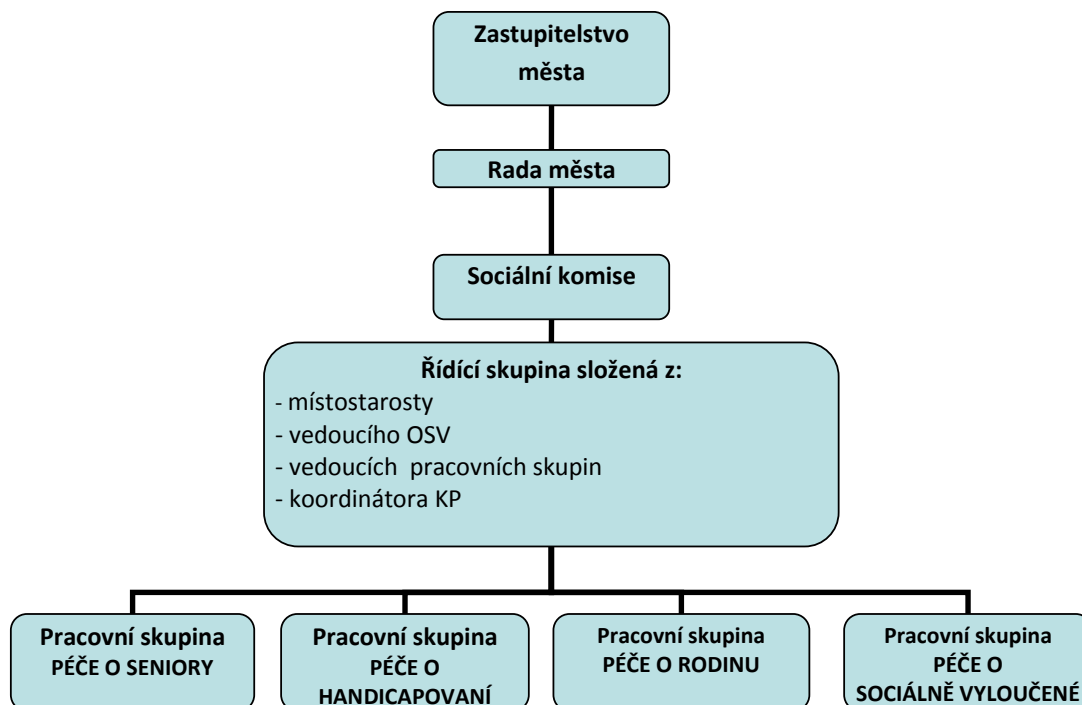 Zastupitelstvo
města
Rada města
Sociální komise
Řídící skupina složená z:
- místostarosty
- vedoucího OSV
- vedoucích pracovních skupin
- koordinátora KP
Pracovní skupina
PÉČE O SENIORY
Pracovní skupina
PÉČE O
HANDICAPOVANÍ
Pracovní skupina
PÉČE O RODINU
Pracovní skupina
PÉČE O
SOCIÁLNĚ VYLOUČENÉ